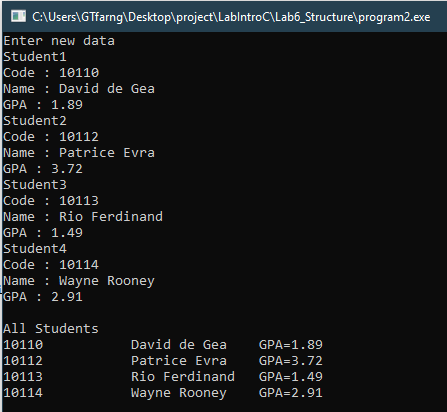 C:\Users\GTfarng\Desktop\project\LabIntroC\Lab6_Structure\program2.exe
Enter new data
Student1
Code : 10110
Name : David de Gea
GPA : 1.89
Student2
Code : 10112
Name : Patrice Evra
GPA : 3.72
Student3
Code : 10113
Name : Rio Ferdinand
GPA : 1.49
Student4
Code : 10114
Name : Wayne Rooney
GPA : 2.91

All Students
10110           David de Gea    GPA=1.89
10112           Patrice Evra    GPA=3.72
10113           Rio Ferdinand   GPA=1.49
10114           Wayne Rooney    GPA=2.91